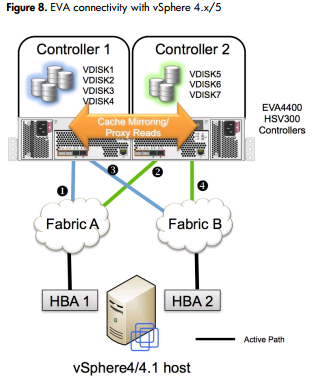 Figure 8. EVA connectivity with vSphere 4.x/5
Controller 1
Controller 2
VDISK1
VDISK2
VDISK3
VDISK4
VDISK5
VDISK6
VDISK7
Cache Mirroring/
Proxy Reads
EVA4400
HSV300
Controllers
1
3
2
4
Fabric A
Fabric B
HBA 1
HBA 2
Active Path
vSphere4/4.1 host